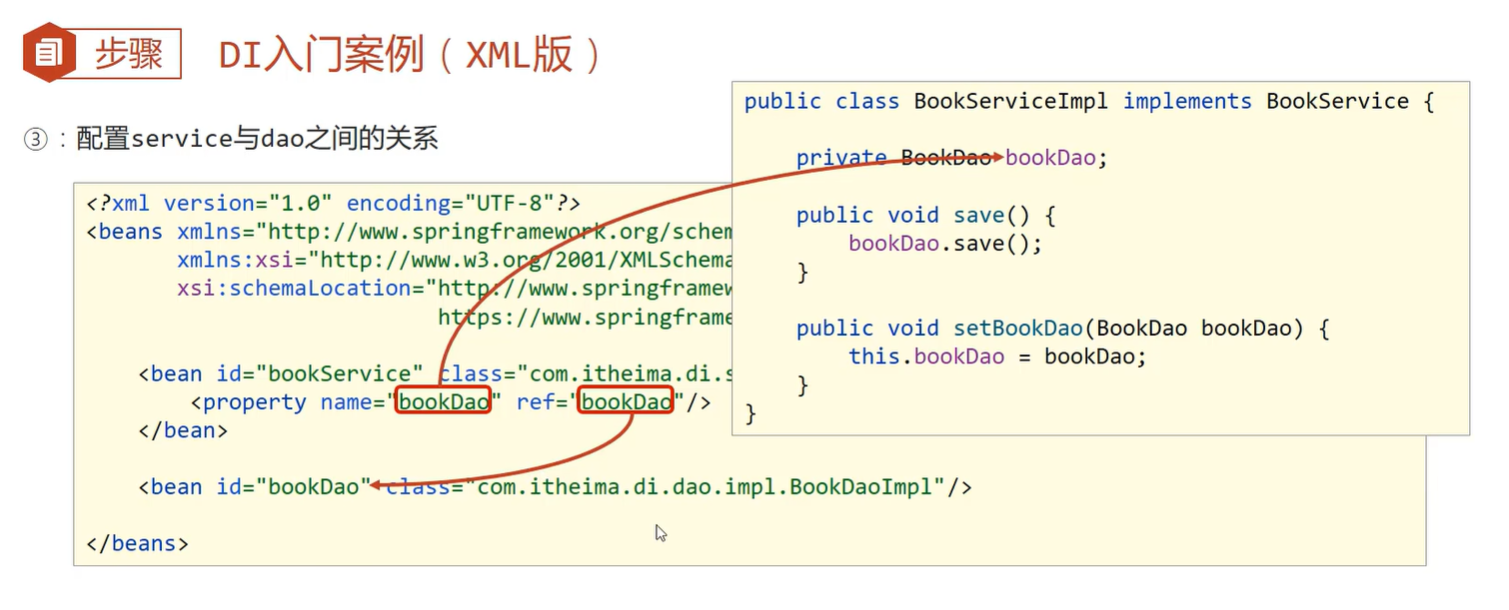 步骤
DI入门案例（XML版）
③：配置service与dao之间的关系
<?xml version="1.0" encoding="UTF-8"?>
<beans xmlns="http://www.springframework.org/schem
xmlns:xsi="http://www.w3.org/2001/XMLSchema
xsi:schemaLocation="http://www.springframew
https://www.springframe
<bean id="bookService" class="com.itheima.di.s
<property name="bookDao" ref="bookDao"/>
</bean>
<bean id="bookDao" class="com.itheima.di.dao.impl.BookDaoImpl"/>
</beans>
public class BookServiceImpl implements BookService {
private BookDao bookDao;
public void save() {
bookDao.save();
}
public void setBookDao(BookDao bookDao) {
this.bookDao = bookDao;
}
}